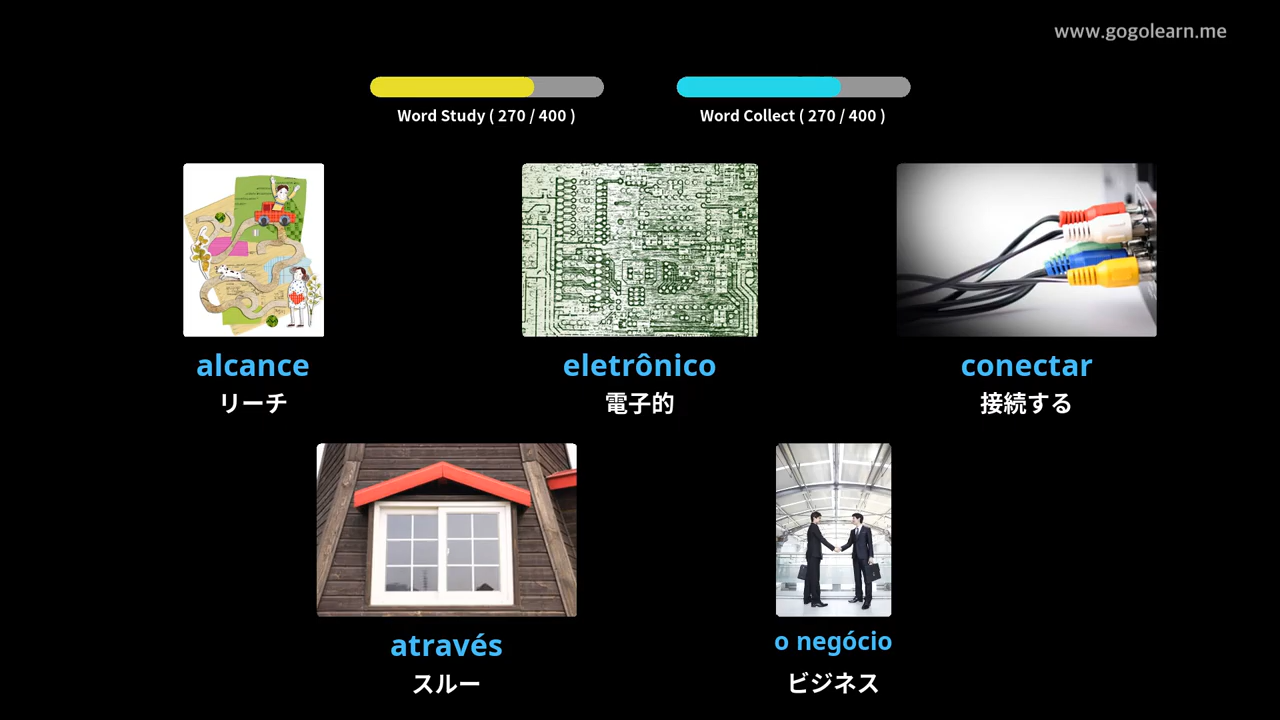 www.gogolearn.me
Word Study ( 270 / 400 )
Word Collect ( 270 / 400 )
alcance
リーチ
eletrônico
電子的
conectar
接続する
através
スルー
o negócio
ビジネス